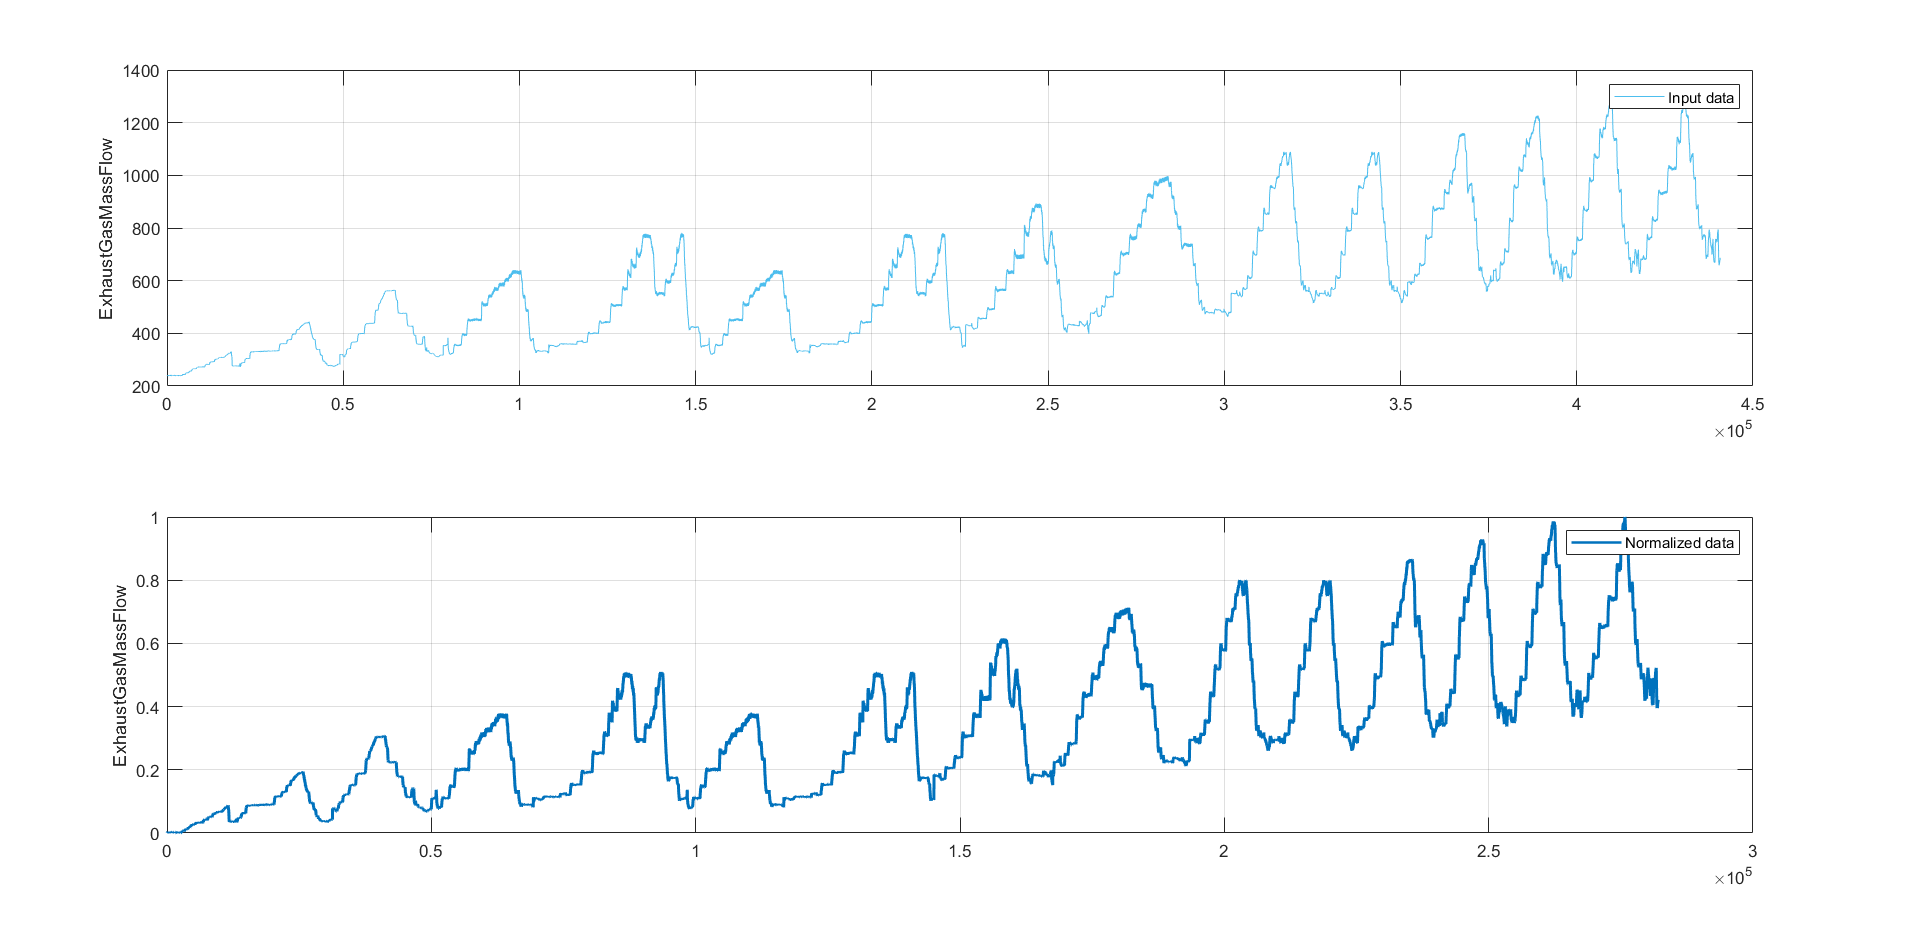 1400
1200
1000
800
600
400
200
ExhaustGasMassFlow
Input data
0 0.5 1 1.5 2 2.5 3 3.5 4 4.5
×10^5
1
0.8
0.6
0.4
0.2
0
ExhaustGasMassFlow
Normalized data
0 0.5 1 1.5 2 2.5 3
×10^5